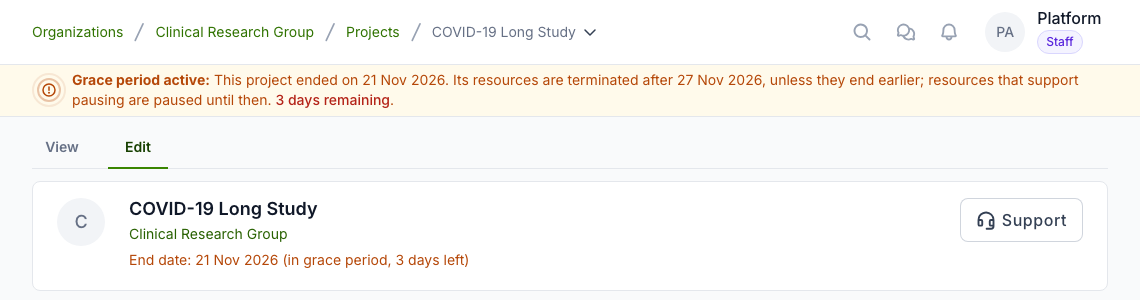 Organizations / Clinical Research Group / Projects / COVID-19 Long Study
PA
Platform
Staff
Grace period active: This project ended on 21 Nov 2026. Its resources are terminated after 27 Nov 2026, unless they end earlier; resources that support
pausing are paused until then. 3 days remaining.
View
Edit
C
COVID-19 Long Study
Clinical Research Group
End date: 21 Nov 2026 (in grace period, 3 days left)
Support